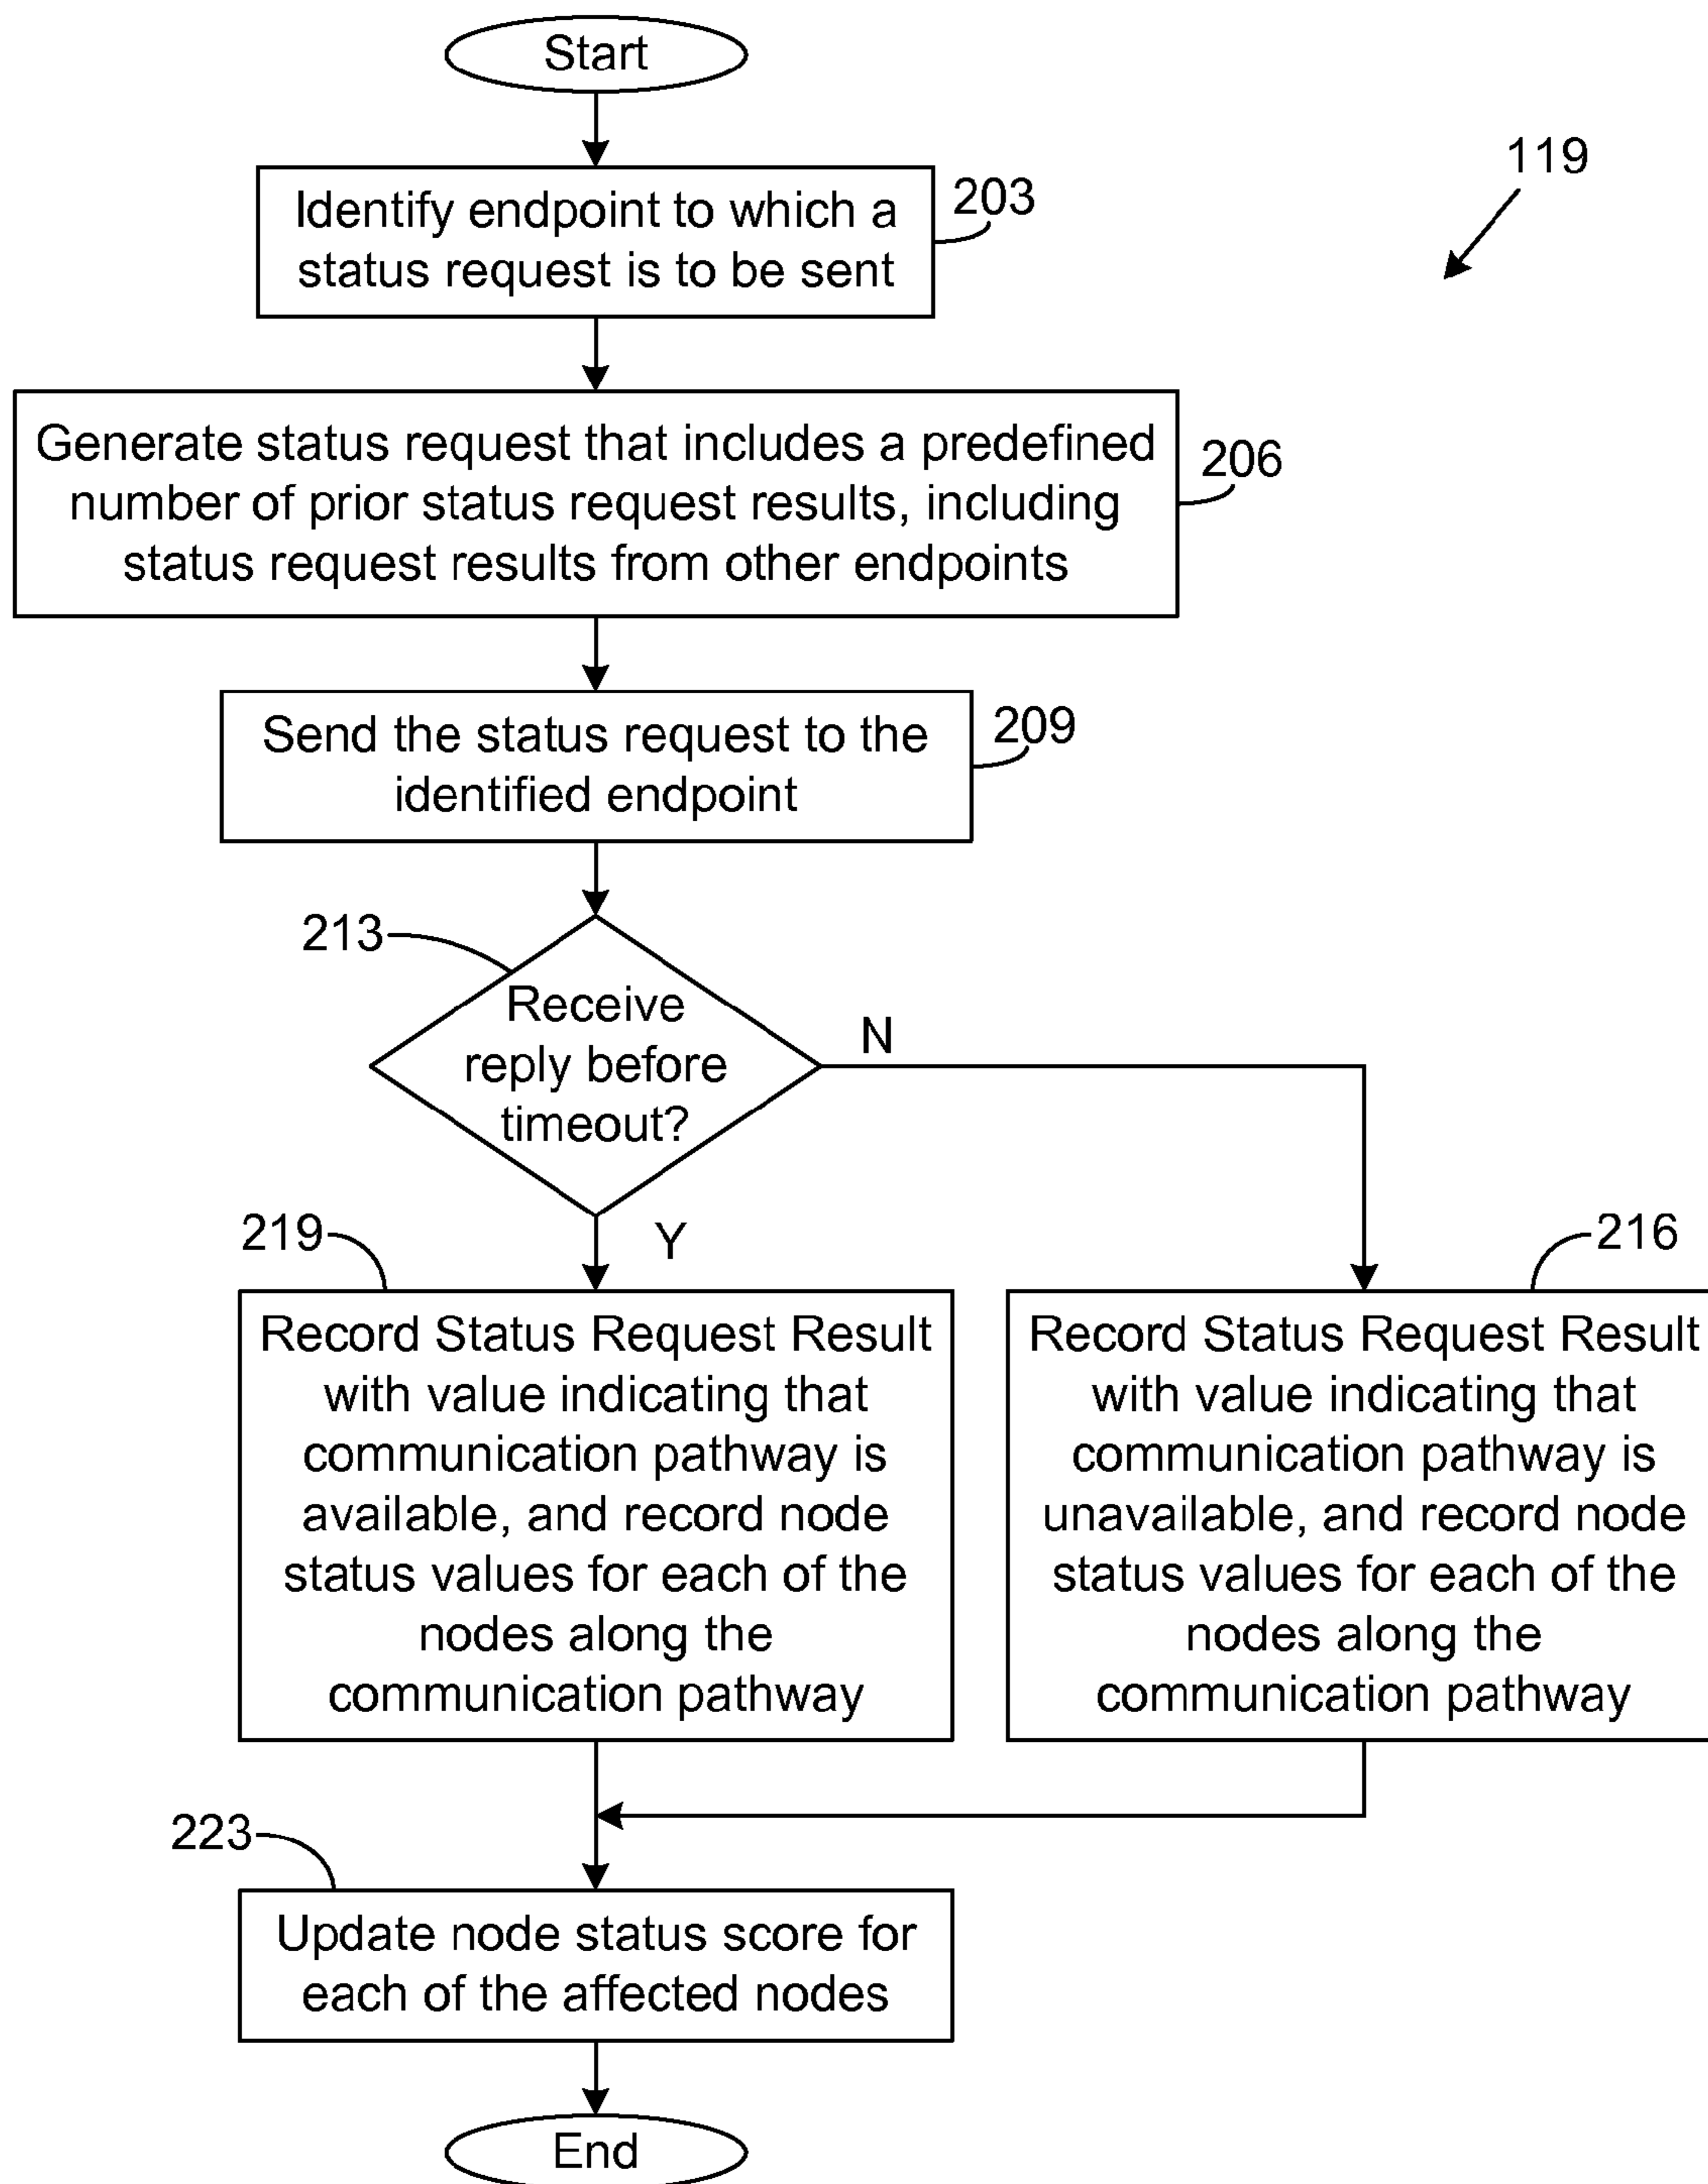 Start
119
Identify endpoint to which a
status request is to be sent
203
Generate status request that includes a predefined
number of prior status request results, including
status request results from other endpoints
206
Send the status request to the
identified endpoint
209
213
Receive
reply before
timeout?
N
Y
219
Record Status Request Result
with value indicating that
communication pathway is
available, and record node
status values for each of the
nodes along the
communication pathway
216
Record Status Request Result
with value indicating that
communication pathway is
unavailable, and record node
status values for each of the
nodes along the
communication pathway
223
Update node status score for
each of the affected nodes
End